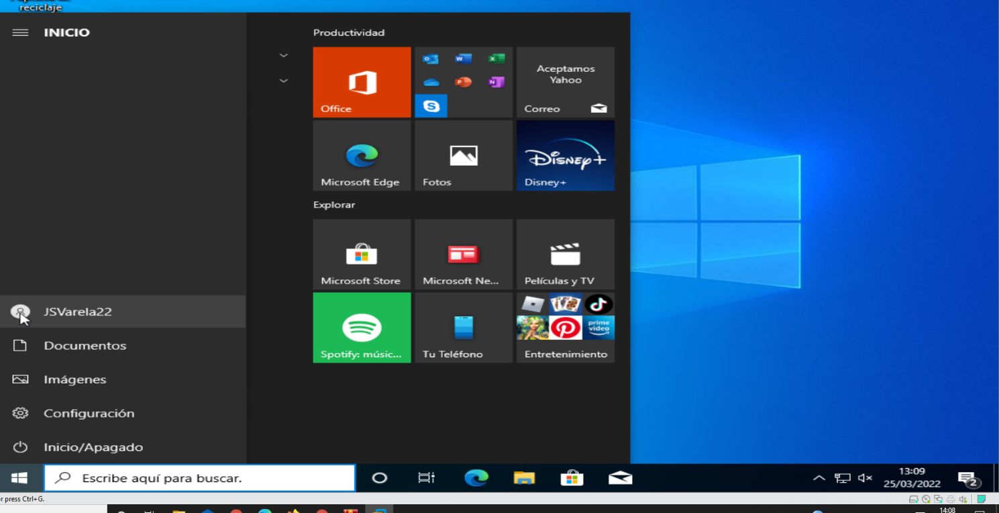 reciclaje
INICIO
Productividad
Office
Aceptamos
Yahoo
Correo
Microsoft Edge
Fotos
Disney+
Disney+
Explorar
Microsoft Store
Microsoft Ne...
Películas y TV
Spotify: músic...
Tu Teléfono
prime
video
Entretenimiento
JSVarela22
Documentos
Imágenes
Configuración
Inicio/Apagado
Escribe aquí para buscar.
13:09
25/03/2022
2
or press Ctrl+G.
14:08